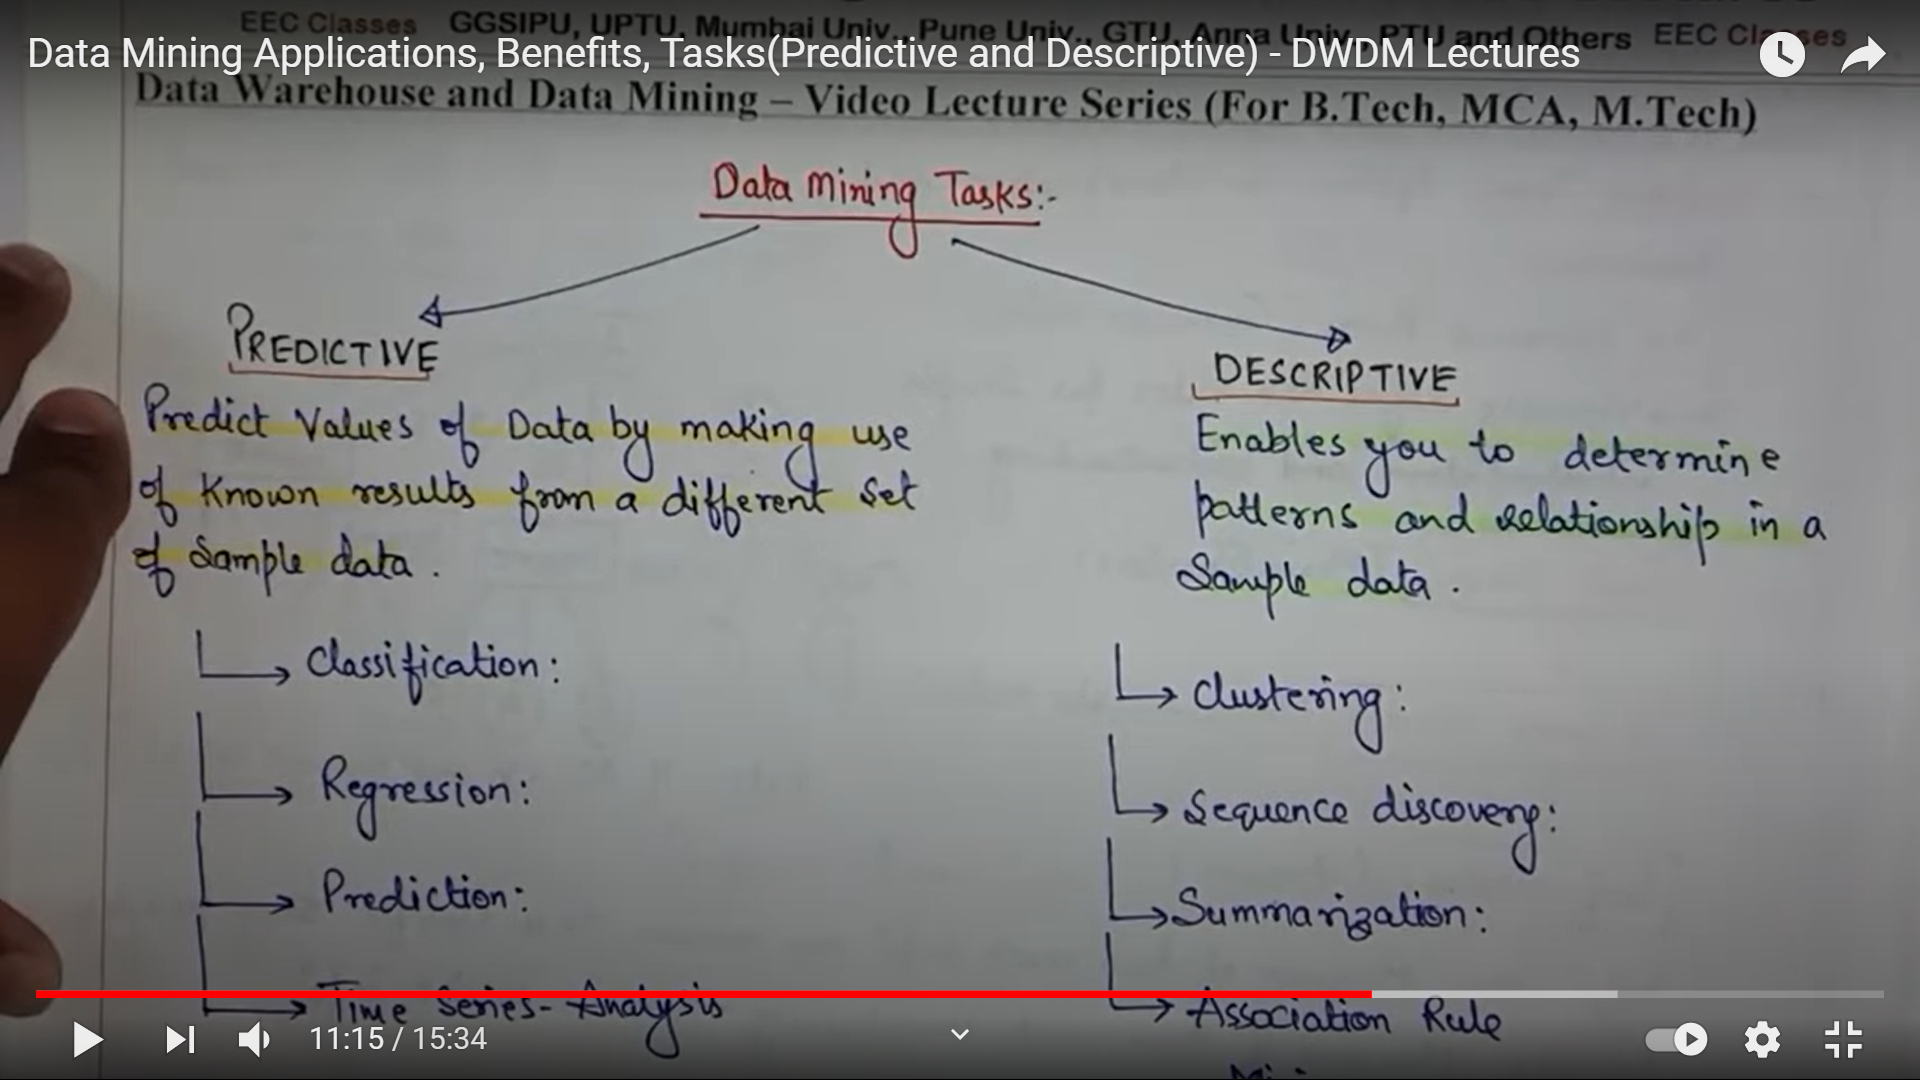 EEC Classes GGSIPU, UPTU, Mumbai Univ., Pune Univ., GTU, Anna Univ., PTU and Others EEC Classes
Data Mining Applications, Benefits, Tasks(Predictive and Descriptive) - DWDM Lectures
Data Warehouse and Data Mining – Video Lecture Series (For B.Tech, MCA, M.Tech)
Data Mining Tasks:-
PREDICTIVE
Predict Values of Data by making use
of Known results from a different set
of Sample data.
Classification:
Regression:
Prediction:
Time Series-Analysis
DESCRIPTIVE
Enables you to determine
patterns and relationship in a
Sample data.
Clustering:
Sequence discovery:
Summarization:
Association Rule
11:15 / 15:34